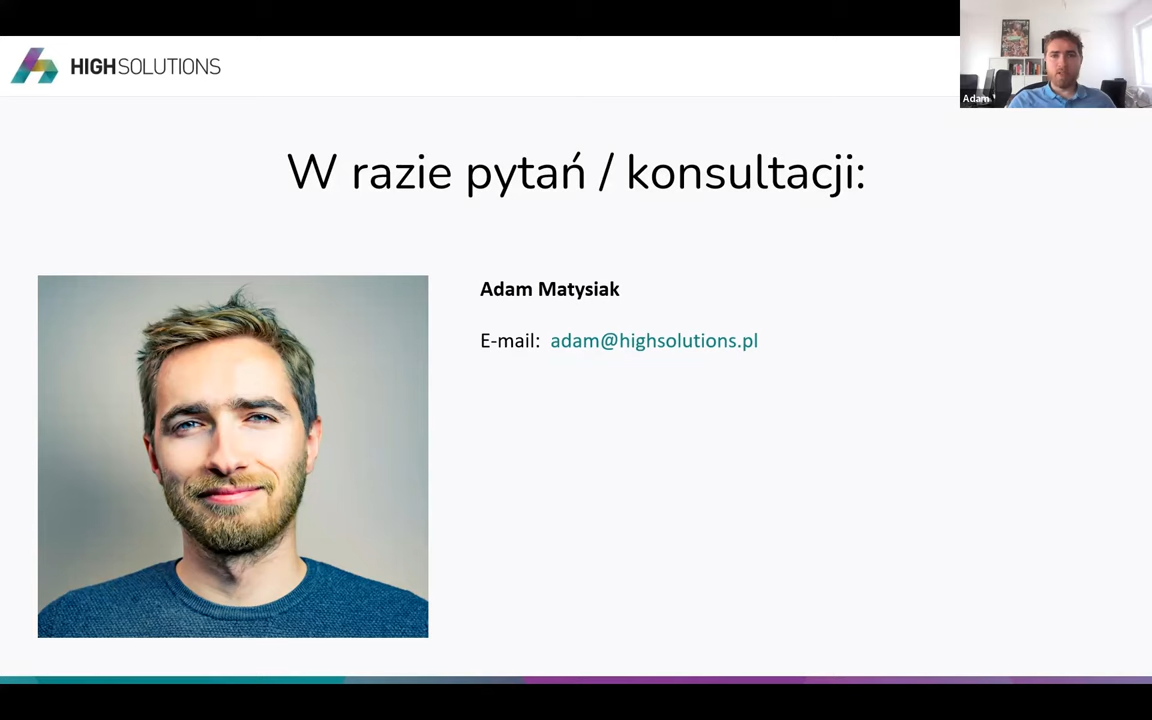 HIGHSOLUTIONS
Adam
W razie pytań / konsultacji:
Adam Matysiak
E-mail: adam@highsolutions.pl